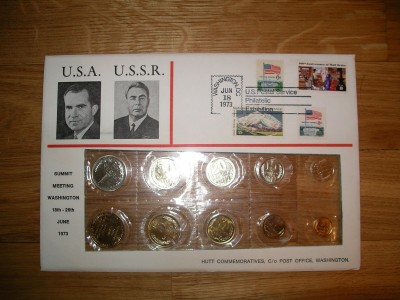 U.S.A. U.S.S.R.
WASHINGTON, D.C.
JUN
18
1973
U.S. Postal Service
Philatelic
Exhibition
SUMMIT
MEETING
WASHINGTON
18th - 26th
JUNE
1973
HUTT COMMEMORATIVES, C/o POST OFFICE, WASHINGTON.